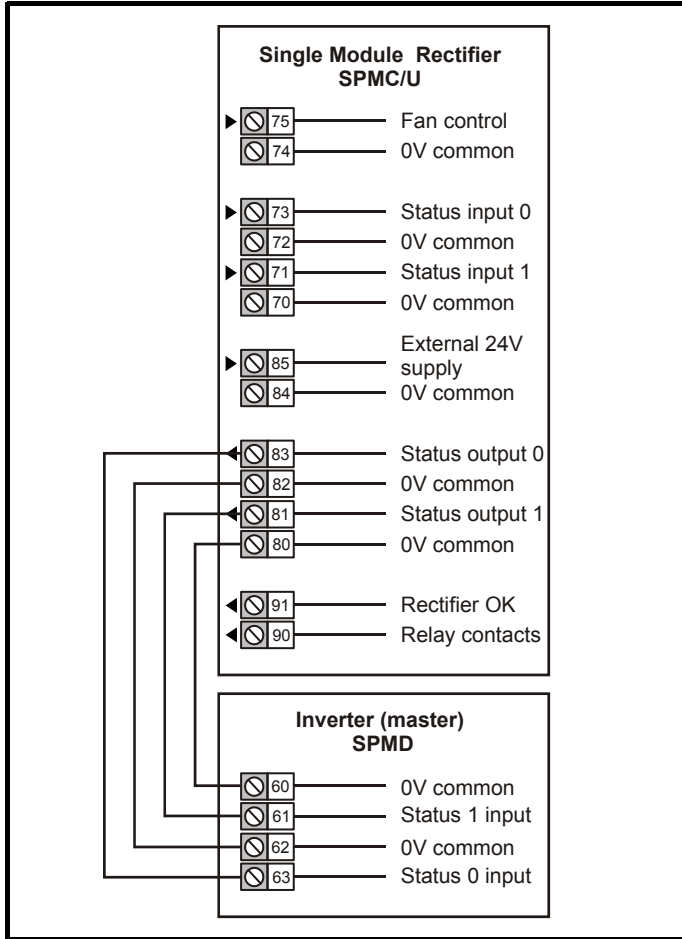 Single Module Rectifier
SPMC/U
75 Fan control
74 0V common
73 Status input 0
72 0V common
71 Status input 1
70 0V common
External 24V
85 supply
84 0V common
83 Status output 0
82 0V common
81 Status output 1
80 0V common
91 Rectifier OK
90 Relay contacts
Inverter (master)
SPMD
60 0V common
61 Status 1 input
62 0V common
63 Status 0 input